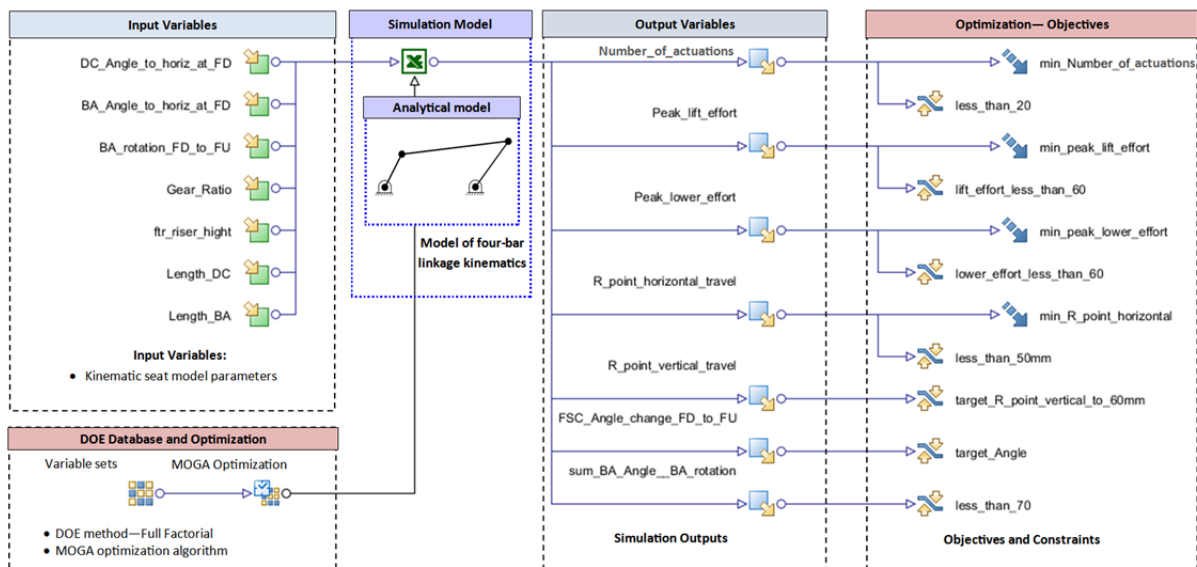 Input Variables
DC_Angle_to_horiz_at_FD
BA_Angle_to_horiz_at_FD
BA_rotation_FD_to_FU
Gear_Ratio
ftr_riser_hight
Length_DC
Length_BA
Input Variables:
• Kinematic seat model parameters
Simulation Model
Analytical model
Model of four-bar
linkage kinematics
DOE Database and Optimization
Variable sets
MOGA Optimization
• DOE method—Full Factorial
• MOGA optimization algorithm
Output Variables
Number_of_actuations
Peak_lift_effort
Peak_lower_effort
R_point_horizontal_travel
R_point_vertical_travel
FSC_Angle_change_FD_to_FU
sum_BA_Angle__BA_rotation
Simulation Outputs
Optimization— Objectives
min_Number_of_actuations
less_than_20
min_peak_lift_effort
lift_effort_less_than_60
min_peak_lower_effort
lower_effort_less_than_60
min_R_point_horizontal
less_than_50mm
target_R_point_vertical_to_60mm
target_Angle
less_than_70
Objectives and Constraints